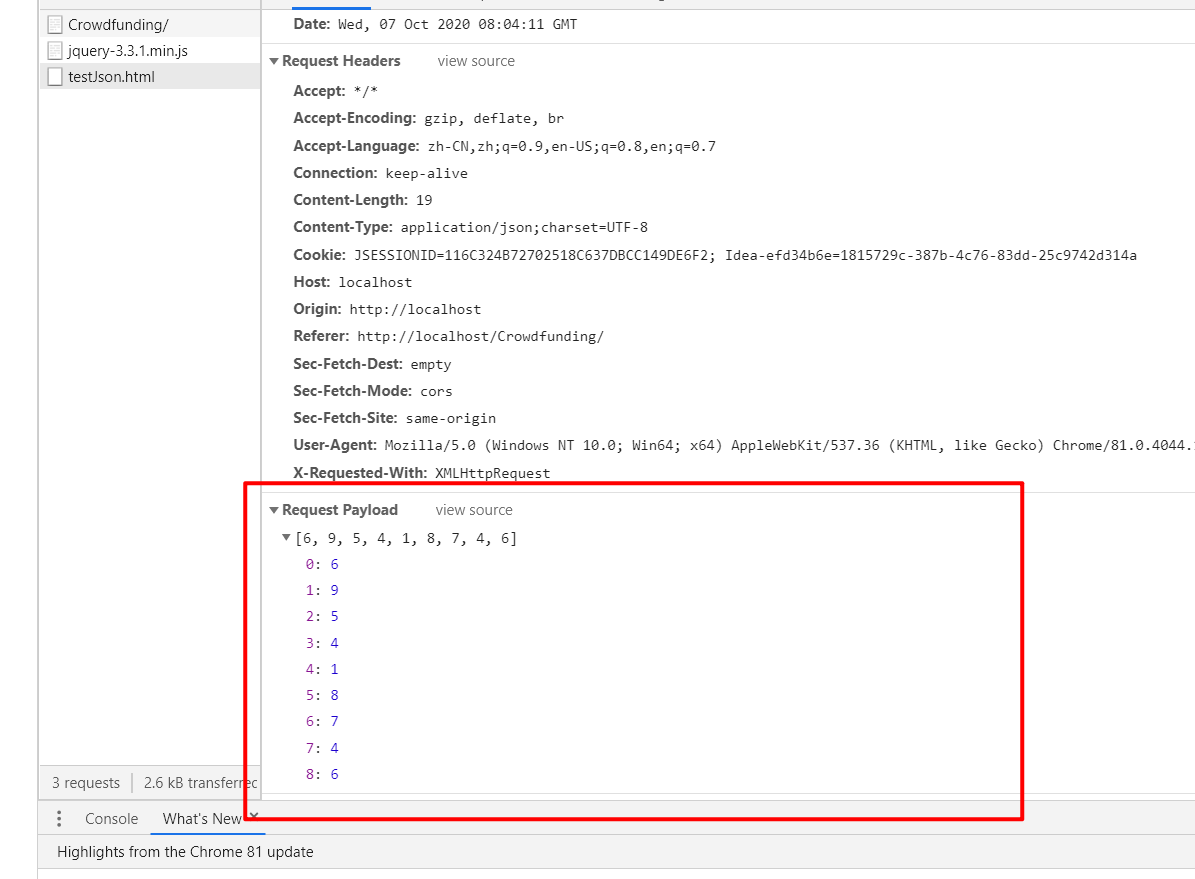 Crowdfunding/
jquery-3.3.1.min.js
testJson.html
3 requests
2.6 kB transferred
Date: Wed, 07 Oct 2020 08:04:11 GMT
Request Headers view source
Accept: */*
Accept-Encoding: gzip, deflate, br
Accept-Language: zh-CN,zh;q=0.9,en-US;q=0.8,en;q=0.7
Connection: keep-alive
Content-Length: 19
Content-Type: application/json;charset=UTF-8
Cookie: JSESSIONID=116C324B72702518C637DBCC149DE6F2; Idea-efd34b6e=1815729c-387b-4c76-83dd-25c9742d314a
Host: localhost
Origin: http://localhost
Referer: http://localhost/Crowdfunding/
Sec-Fetch-Dest: empty
Sec-Fetch-Mode: cors
Sec-Fetch-Site: same-origin
User-Agent: Mozilla/5.0 (Windows NT 10.0; Win64; x64) AppleWebKit/537.36 (KHTML, like Gecko) Chrome/81.0.4044.
X-Requested-With: XMLHttpRequest
Request Payload view source
[6, 9, 5, 4, 1, 8, 7, 4, 6]
0: 6
1: 9
2: 5
3: 4
4: 1
5: 8
6: 7
7: 4
8: 6
Console What's New ×
Highlights from the Chrome 81 update